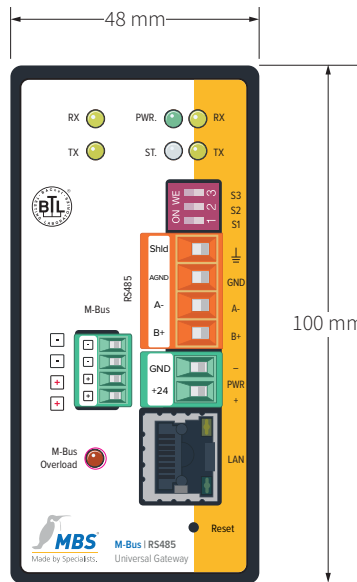 48 mm
RX PWR. RX
TX ST. TX
BTL
ON WE
1 2 3
S3
S2
S1
RS485
Shld
AGND GND
A- A-
B+ B+
M-Bus
- -
- -
+ +
+ +
GND –
PWR
+24 +
100 mm
LAN
M-Bus
Overload
Reset
MBS®
Made by Specialists.
M-Bus | RS485
Universal Gateway